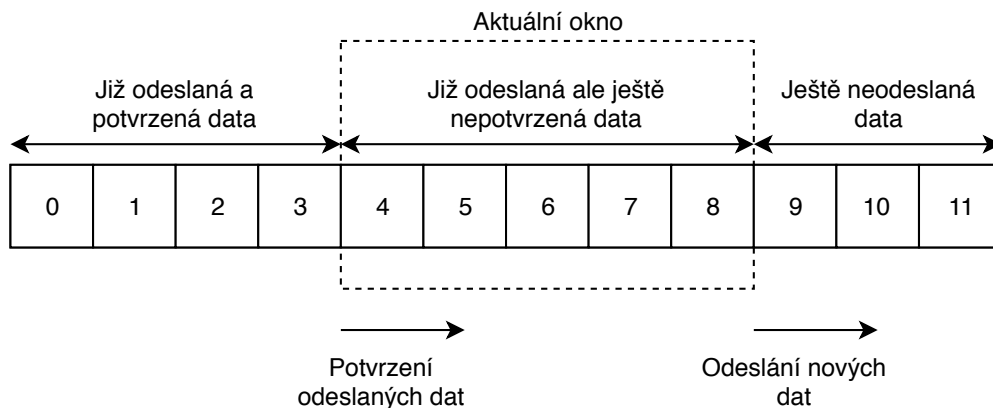 Aktuální okno
Již odeslaná a
potvrzená data
Již odeslaná ale ještě
nepotvrzená data
Ještě neodeslaná
data
0 1 2 3 4 5 6 7 8 9 10 11
Potvrzení
odeslaných dat
Odeslání nových
dat